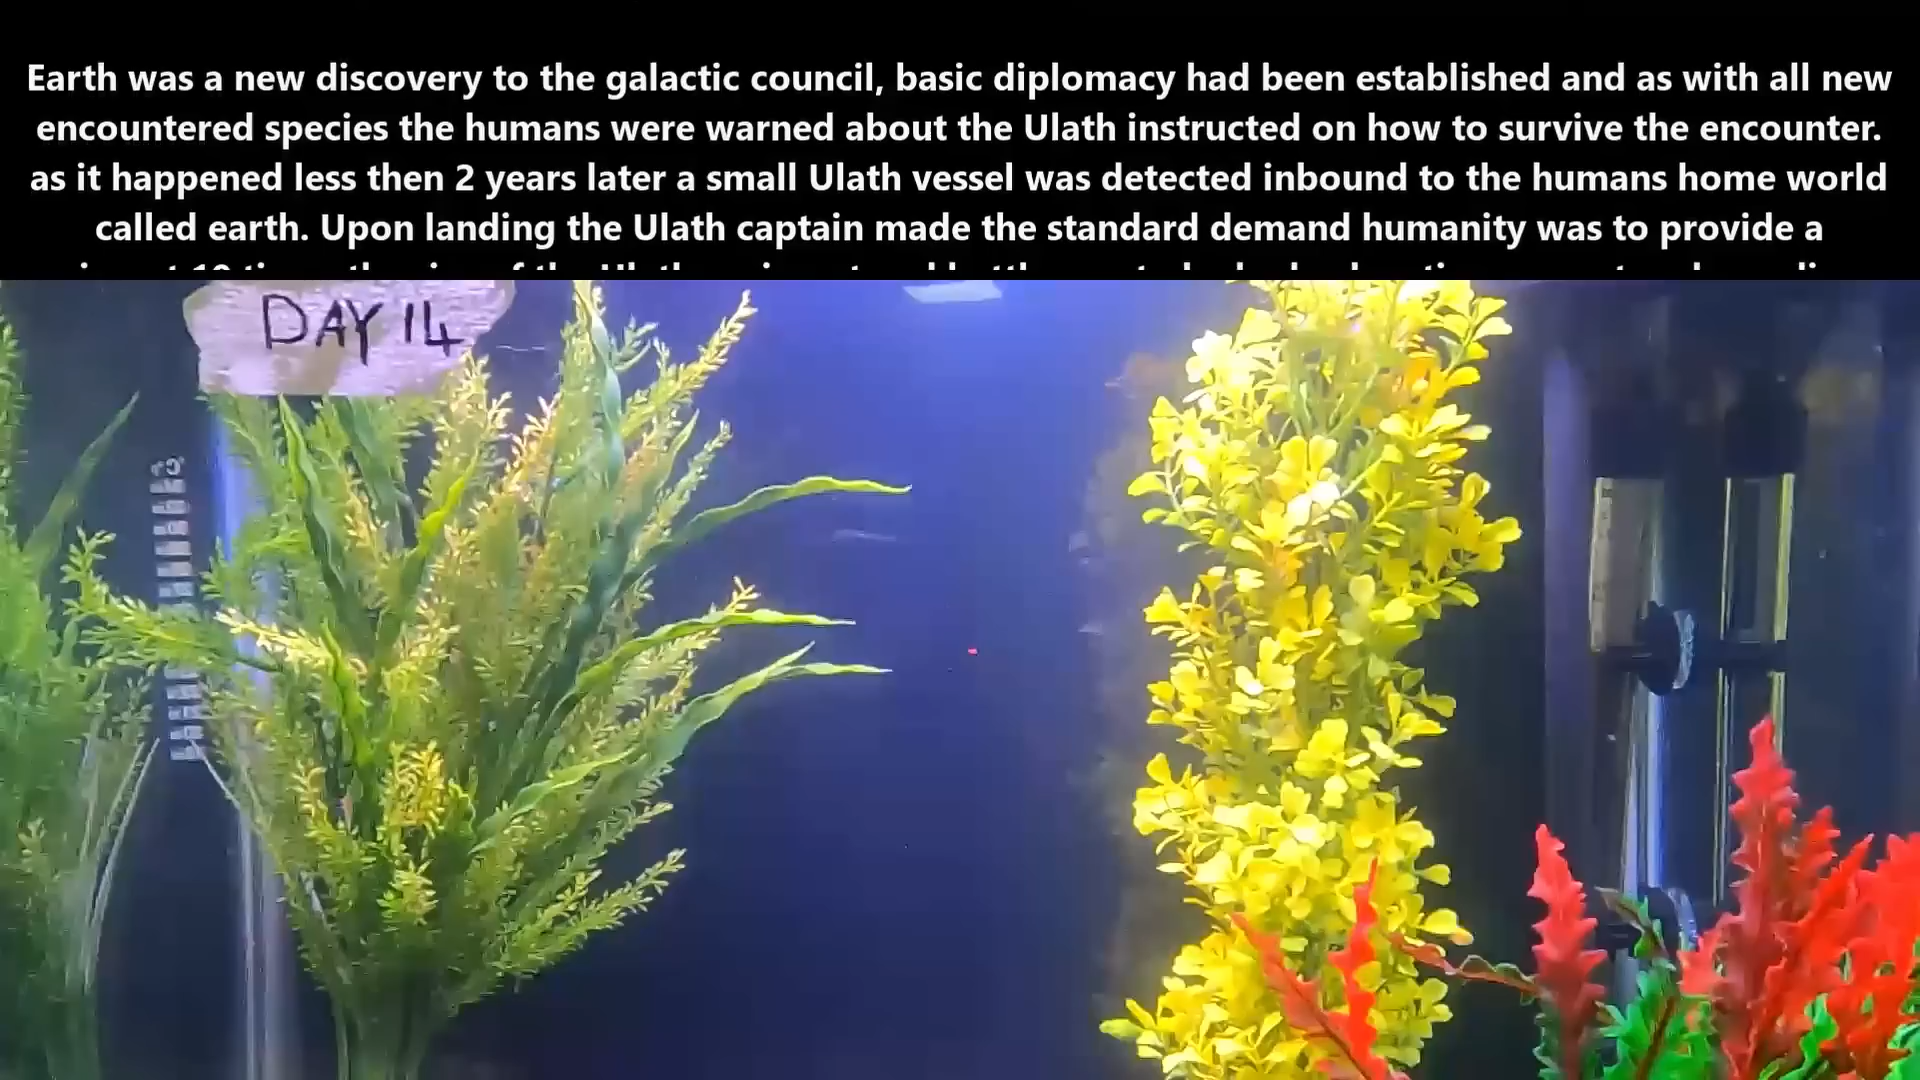 Earth was a new discovery to the galactic council, basic diplomacy had been established and as with all new
encountered species the humans were warned about the Ulath instructed on how to survive the encounter.
as it happened less then 2 years later a small Ulath vessel was detected inbound to the humans home world
called earth. Upon landing the Ulath captain made the standard demand humanity was to provide a
DAY 14